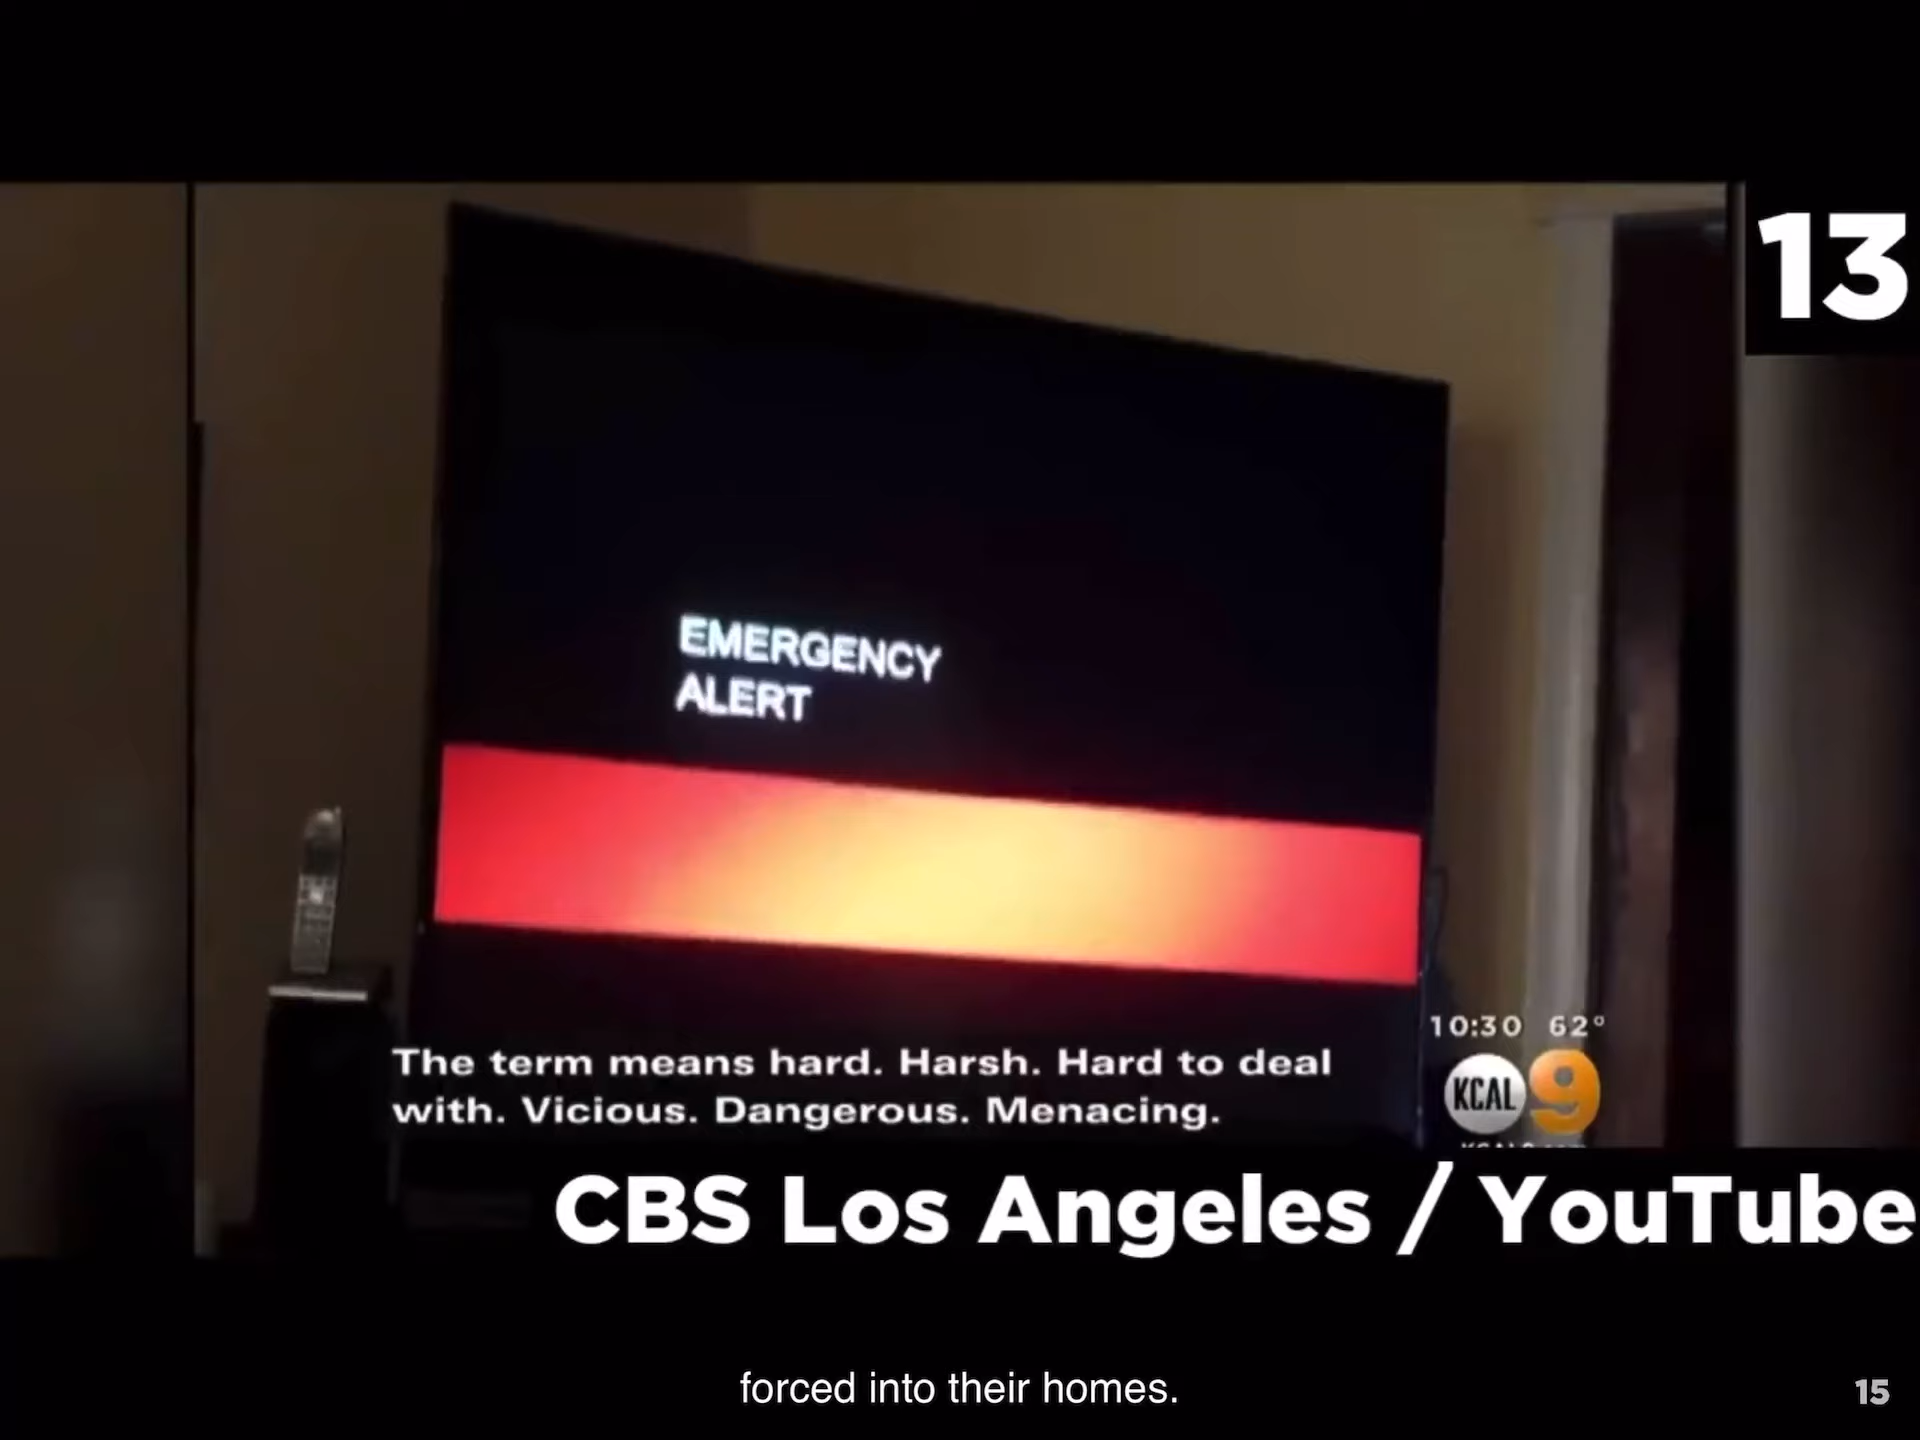 13
EMERGENCY
ALERT
10:30 62°
The term means hard. Harsh. Hard to deal
with. Vicious. Dangerous. Menacing.
KCAL 9
CBS Los Angeles / YouTube
forced into their homes.
15